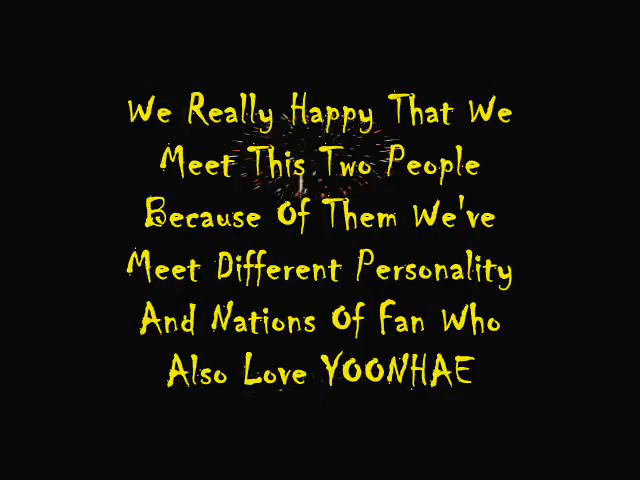 We Really Happy That We
Meet This Two People
Because Of Them We've
Meet Different Personality
And Nations Of Fan Who
Also Love YOONHAE